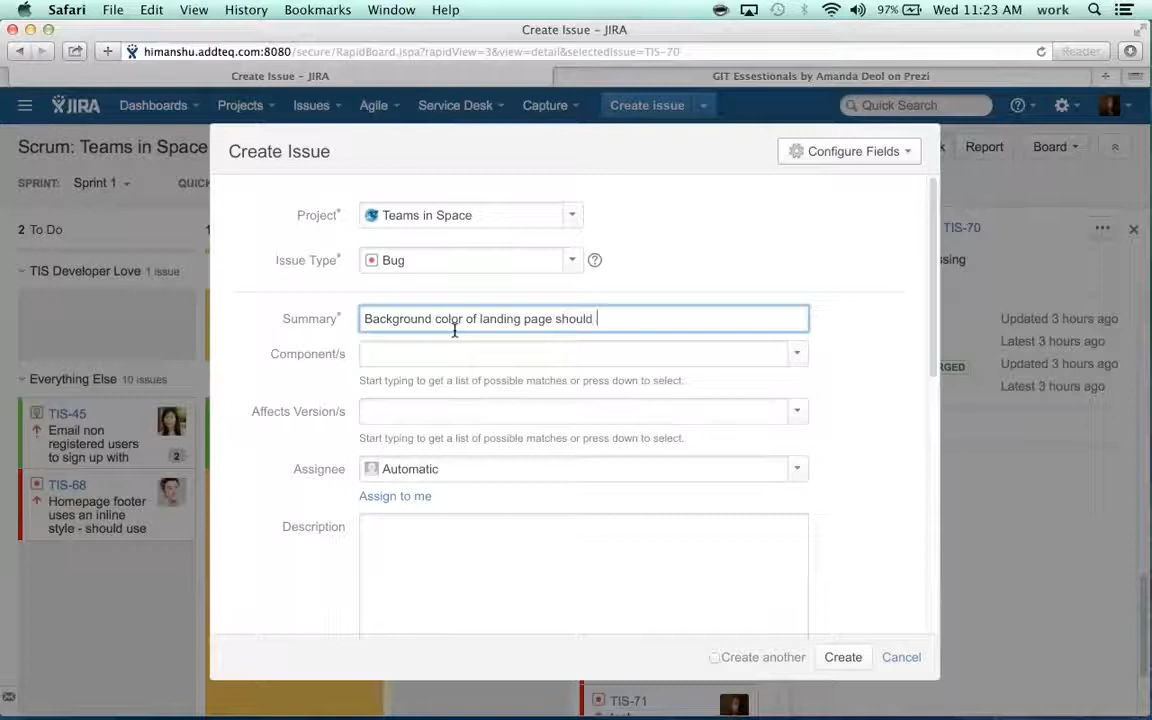 Safari File Edit View History Bookmarks Window Help 97% Wed 11:23 AM work
Create Issue – JIRA
himanshu.addteq.com:8080/secure/RapidBoard.jspa?rapidView=3&view=detail&selectedIssue=TIS-70 Reader
Create Issue – JIRA GIT Essestionals by Amanda Deol on Prezi
JIRA Dashboards Projects Issues Agile Service Desk Capture Create issue Quick Search
Scrum: Teams in Space k Report Board
Create Issue Configure Fields
SPRINT: Sprint 1 QUICK
Project* Teams in Space
2 To Do 1 TIS-70
Issue Type* Bug ssing
TIS Developer Love 1 issue
Summary* Background color of landing page should Updated 3 hours ago
Latest 3 hours ago
Component/s
Updated 3 hours ago
RGED
Start typing to get a list of possible matches or press down to select.
Everything Else 10 issues Latest 3 hours ago
Affects Version/s
TIS-45
Email non
registered users
to sign up with 2
Start typing to get a list of possible matches or press down to select.
Assignee Automatic
TIS-68
Assign to me
Homepage footer
uses an inline
style - should use
Description
Create another Create Cancel
TIS-71